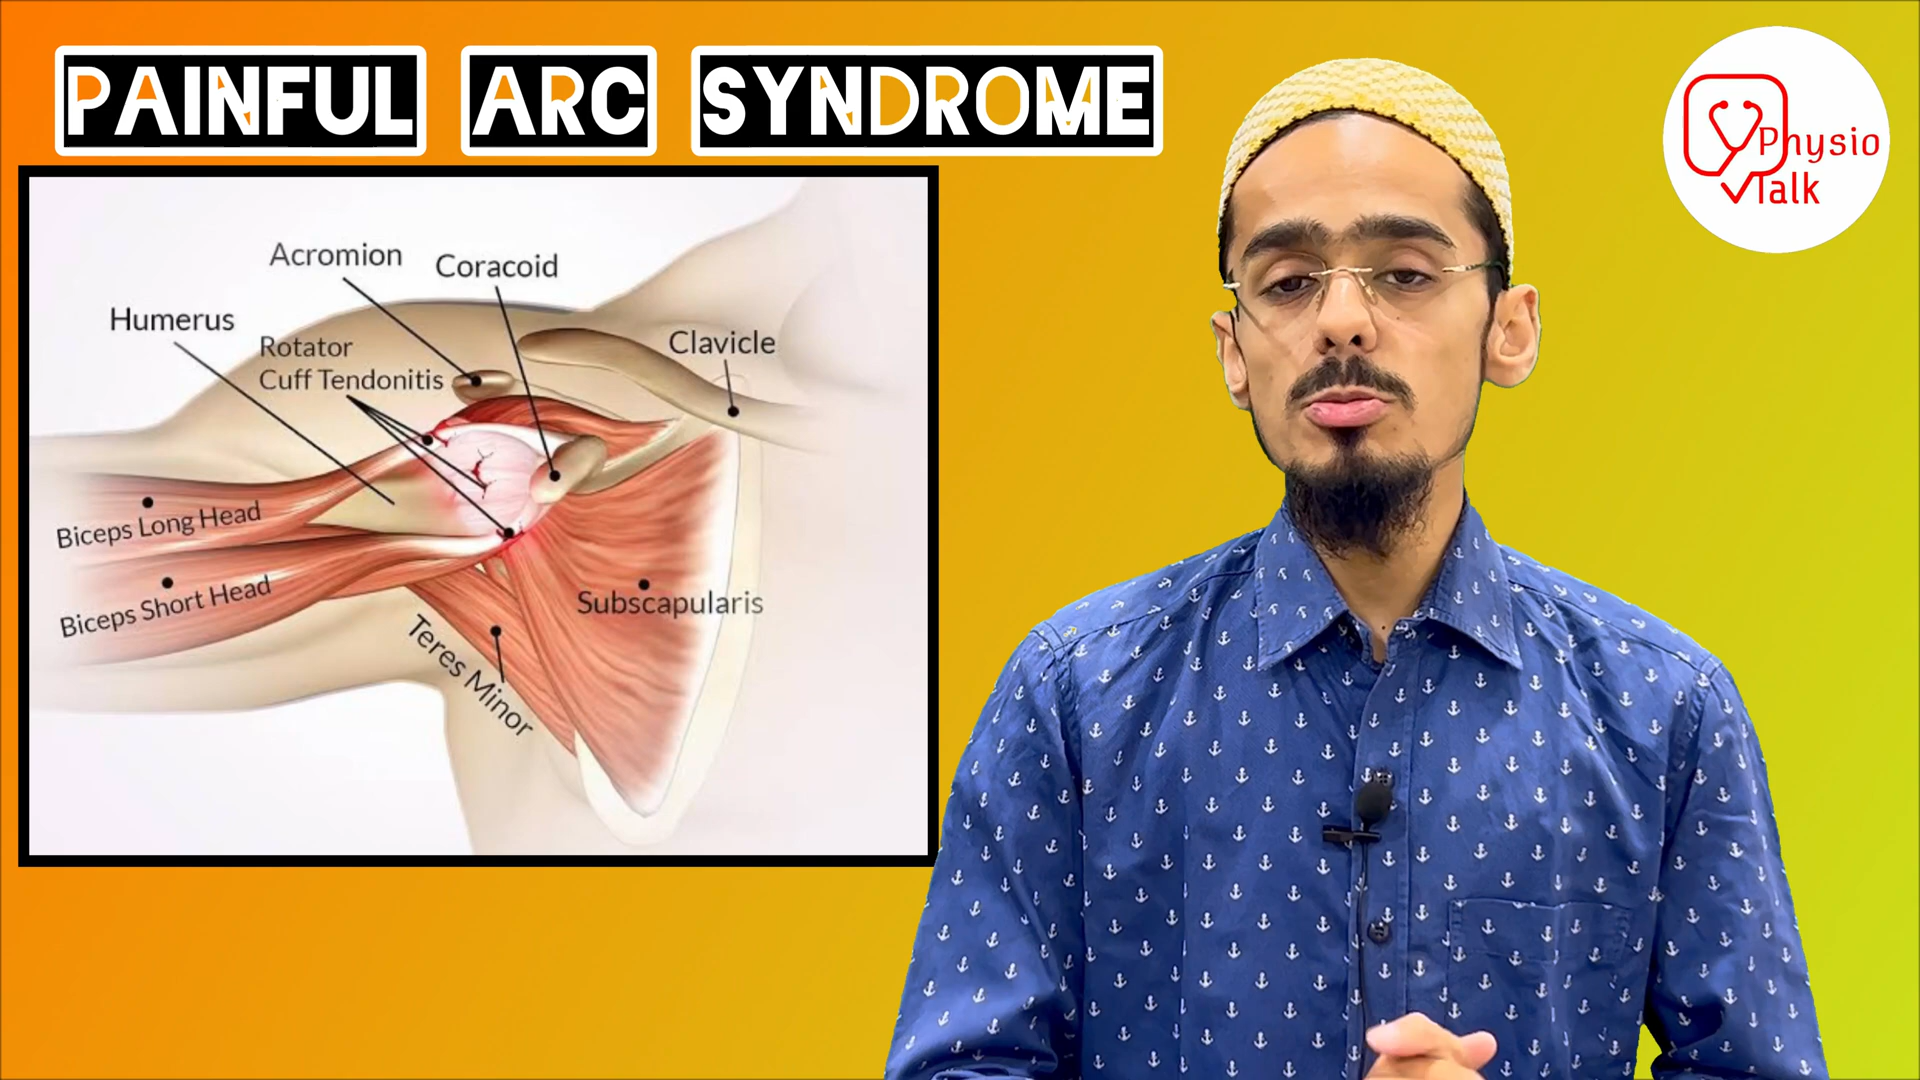 PAINFUL ARC SYNDROME
Physio
Talk
Acromion
Coracoid
Humerus
Rotator
Cuff Tendonitis
Clavicle
Biceps Long Head
Biceps Short Head
Subscapularis
Teres Minor